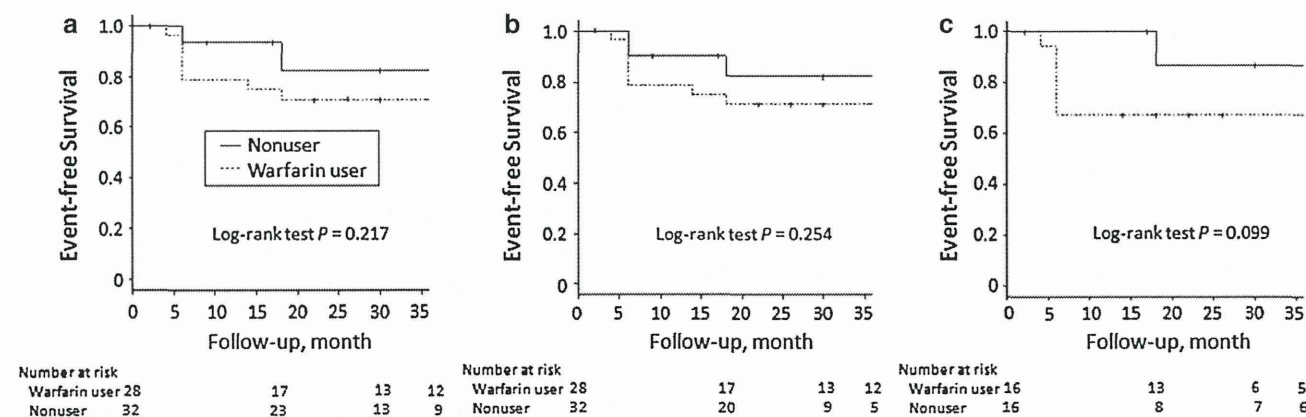 a
1.0
0.8
0.6
0.4
0.2
0
Event-free Survival
Nonuser
Warfarin user
Log-rank test P = 0.217
0 5 10 15 20 25 30 35
Follow-up, month
Number at risk
Warfarin user 28 17 13 12
Nonuser 32 23 13 9
b
1.0
0.8
0.6
0.4
0.2
0
Event-free Survival
Log-rank test P = 0.254
0 5 10 15 20 25 30 35
Follow-up, month
Number at risk
Warfarin user 28 17 13 12
Nonuser 32 20 9 5
c
1.0
0.8
0.6
0.4
0.2
0
Event-free Survival
Log-rank test P = 0.099
0 5 10 15 20 25 30 35
Follow-up, month
Number at risk
Warfarin user 16 13 6 5
Nonuser 16 8 7 6